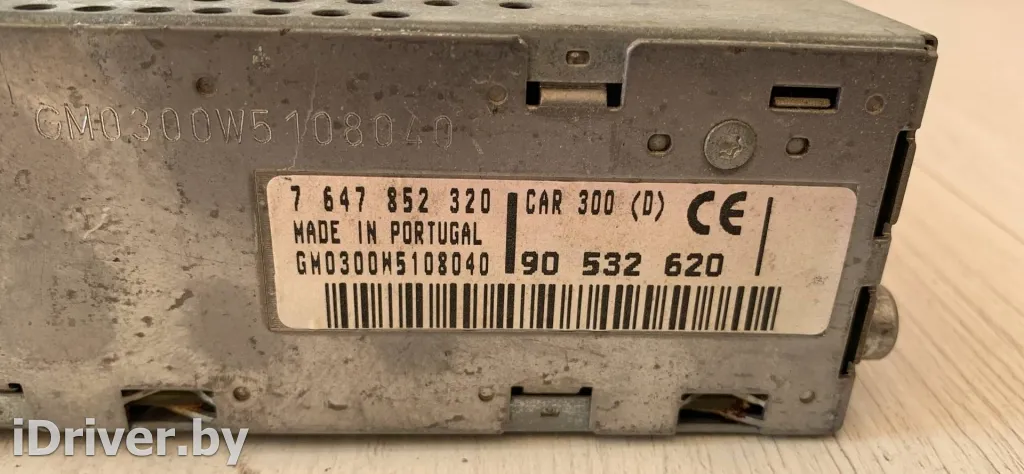 GM0300W5108040
7 647 852 320 CAR 300 (D) CE
MADE IN PORTUGAL
GM0300W5108040 90 532 620
iDriver.by